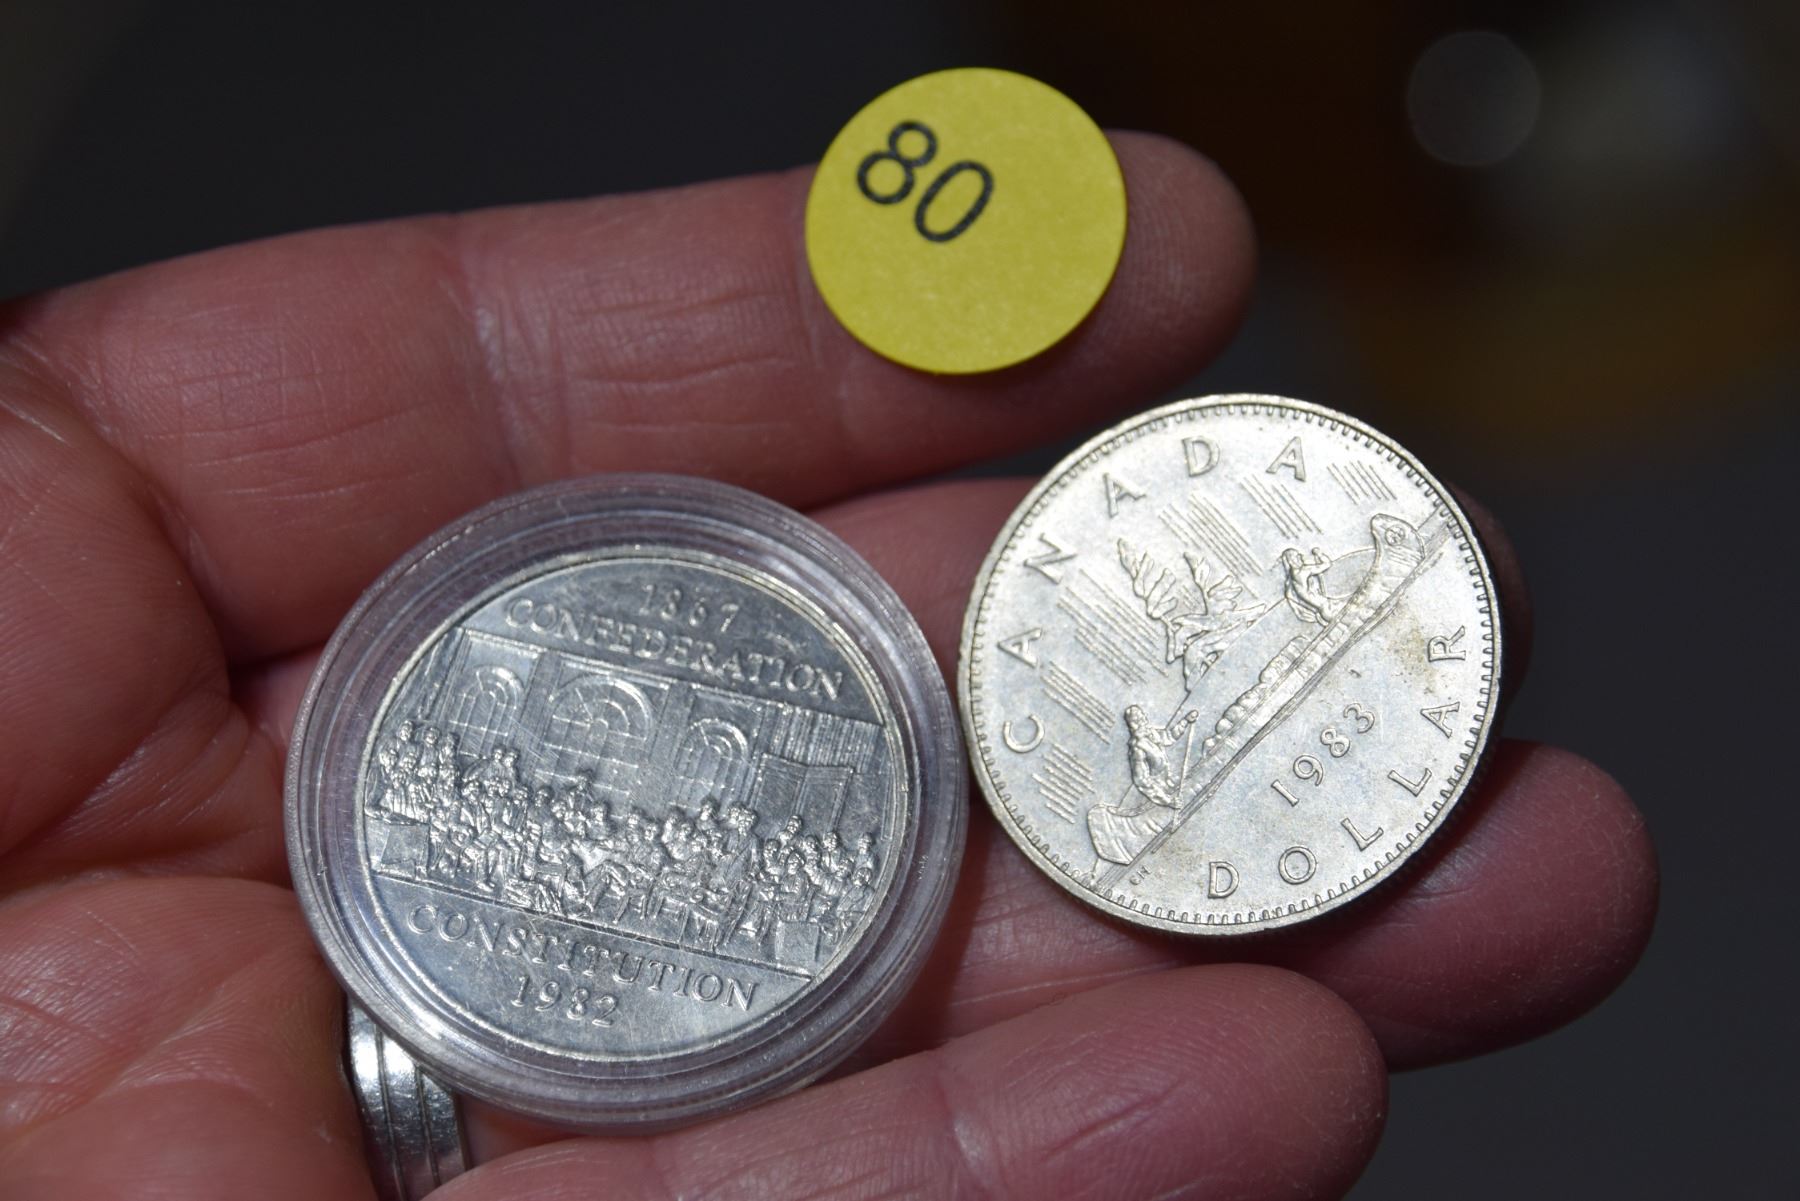 80
1867
CONFEDERATION
CONSTITUTION
1982
CANADA
1983
DOLLAR